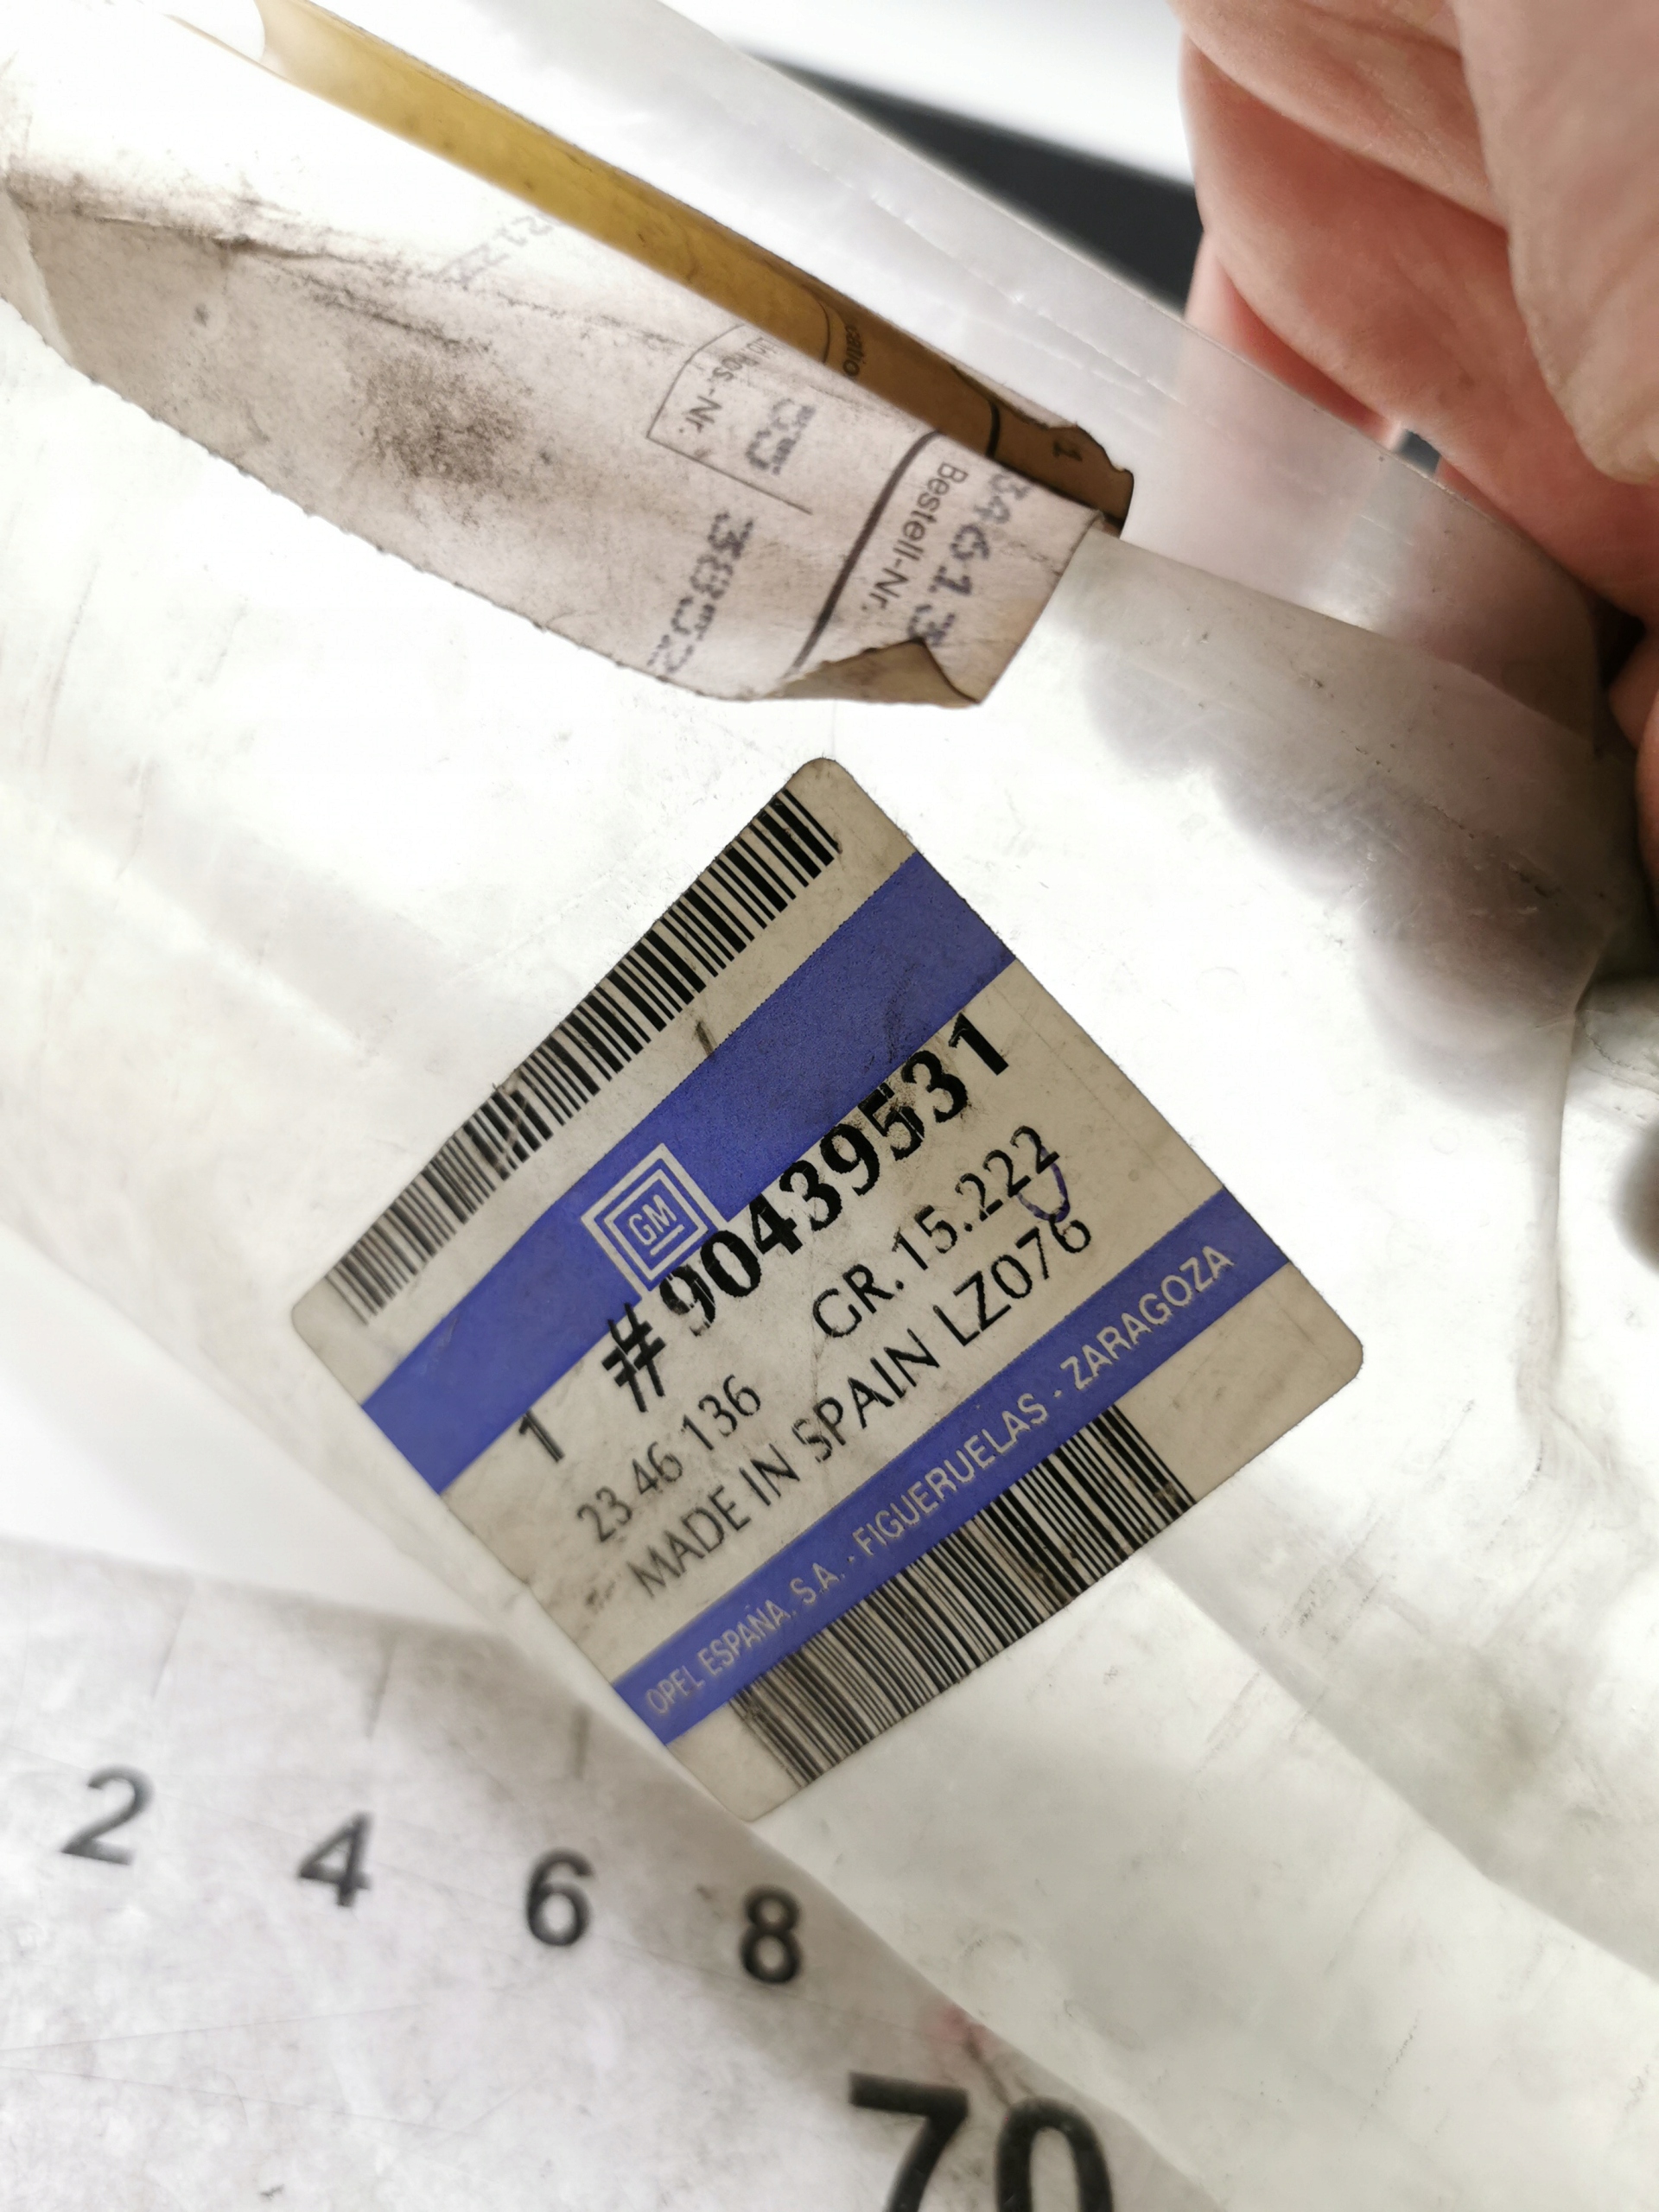 Bestell-Nr.
GM
1 #90439531
23 46 136 GR.15.222
MADE IN SPAIN LZ076
OPEL ESPAÑA. S.A. - FIGUERUELAS - ZARAGOZA
2 4 6 8
70